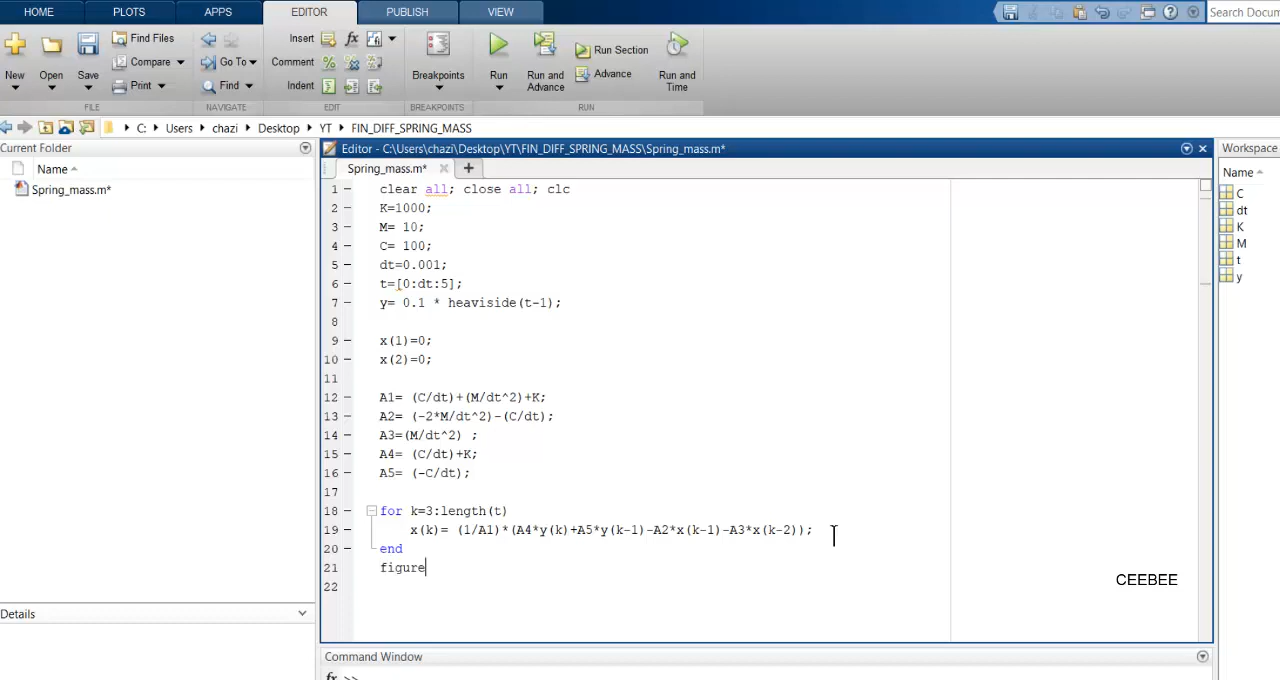 HOME PLOTS APPS EDITOR PUBLISH VIEW Search Docum
Find Files Insert fx
Compare Go To Comment Run Section
New Open Save Breakpoints Run Run and Advance Advance Run and Time
Print Find Indent
FILE NAVIGATE EDIT BREAKPOINTS RUN
C: Users chazi Desktop YT FIN_DIFF_SPRING_MASS
Current Folder
Name
Spring_mass.m*
Details
Editor - C:\Users\chazi\Desktop\YT\FIN_DIFF_SPRING_MASS\Spring_mass.m*
Spring_mass.m*
1 clear all; close all; clc
2 K=1000;
3 M= 10;
4 C= 100;
5 dt=0.001;
6 t=[0:dt:5];
7 y= 0.1 * heaviside(t-1);
8
9 x(1)=0;
10 x(2)=0;
11
12 A1= (C/dt)+(M/dt^2)+K;
13 A2= (-2*M/dt^2)-(C/dt);
14 A3=(M/dt^2) ;
15 A4= (C/dt)+K;
16 A5= (-C/dt);
17
18 for k=3:length(t)
19 x(k)= (1/A1)*(A4*y(k)+A5*y(k-1)-A2*x(k-1)-A3*x(k-2));
20 end
21 figure
22
CEEBEE
Command Window
fx >>
Workspace
Name
C
dt
K
M
t
y